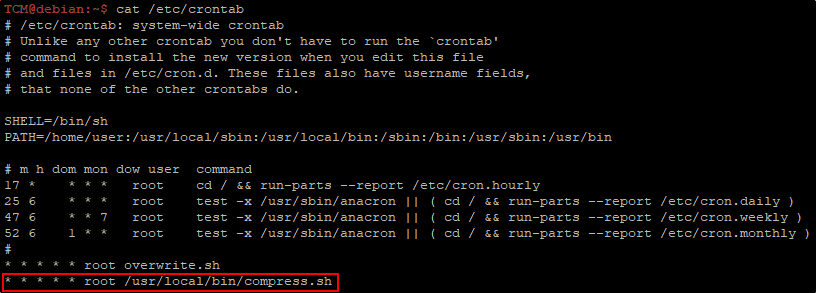 TCM@debian:~$ cat /etc/crontab
# /etc/crontab: system-wide crontab
# Unlike any other crontab you don't have to run the `crontab'
# command to install the new version when you edit this file
# and files in /etc/cron.d. These files also have username fields,
# that none of the other crontabs do.

SHELL=/bin/sh
PATH=/home/user:/usr/local/sbin:/usr/local/bin:/sbin:/bin:/usr/sbin:/usr/bin

# m h dom mon dow user  command
17 *    * * *   root    cd / && run-parts --report /etc/cron.hourly
25 6    * * *   root    test -x /usr/sbin/anacron || ( cd / && run-parts --report /etc/cron.daily )
47 6    * * 7   root    test -x /usr/sbin/anacron || ( cd / && run-parts --report /etc/cron.weekly )
52 6    1 * *   root    test -x /usr/sbin/anacron || ( cd / && run-parts --report /etc/cron.monthly )
#
* * * * * root overwrite.sh
* * * * * root /usr/local/bin/compress.sh